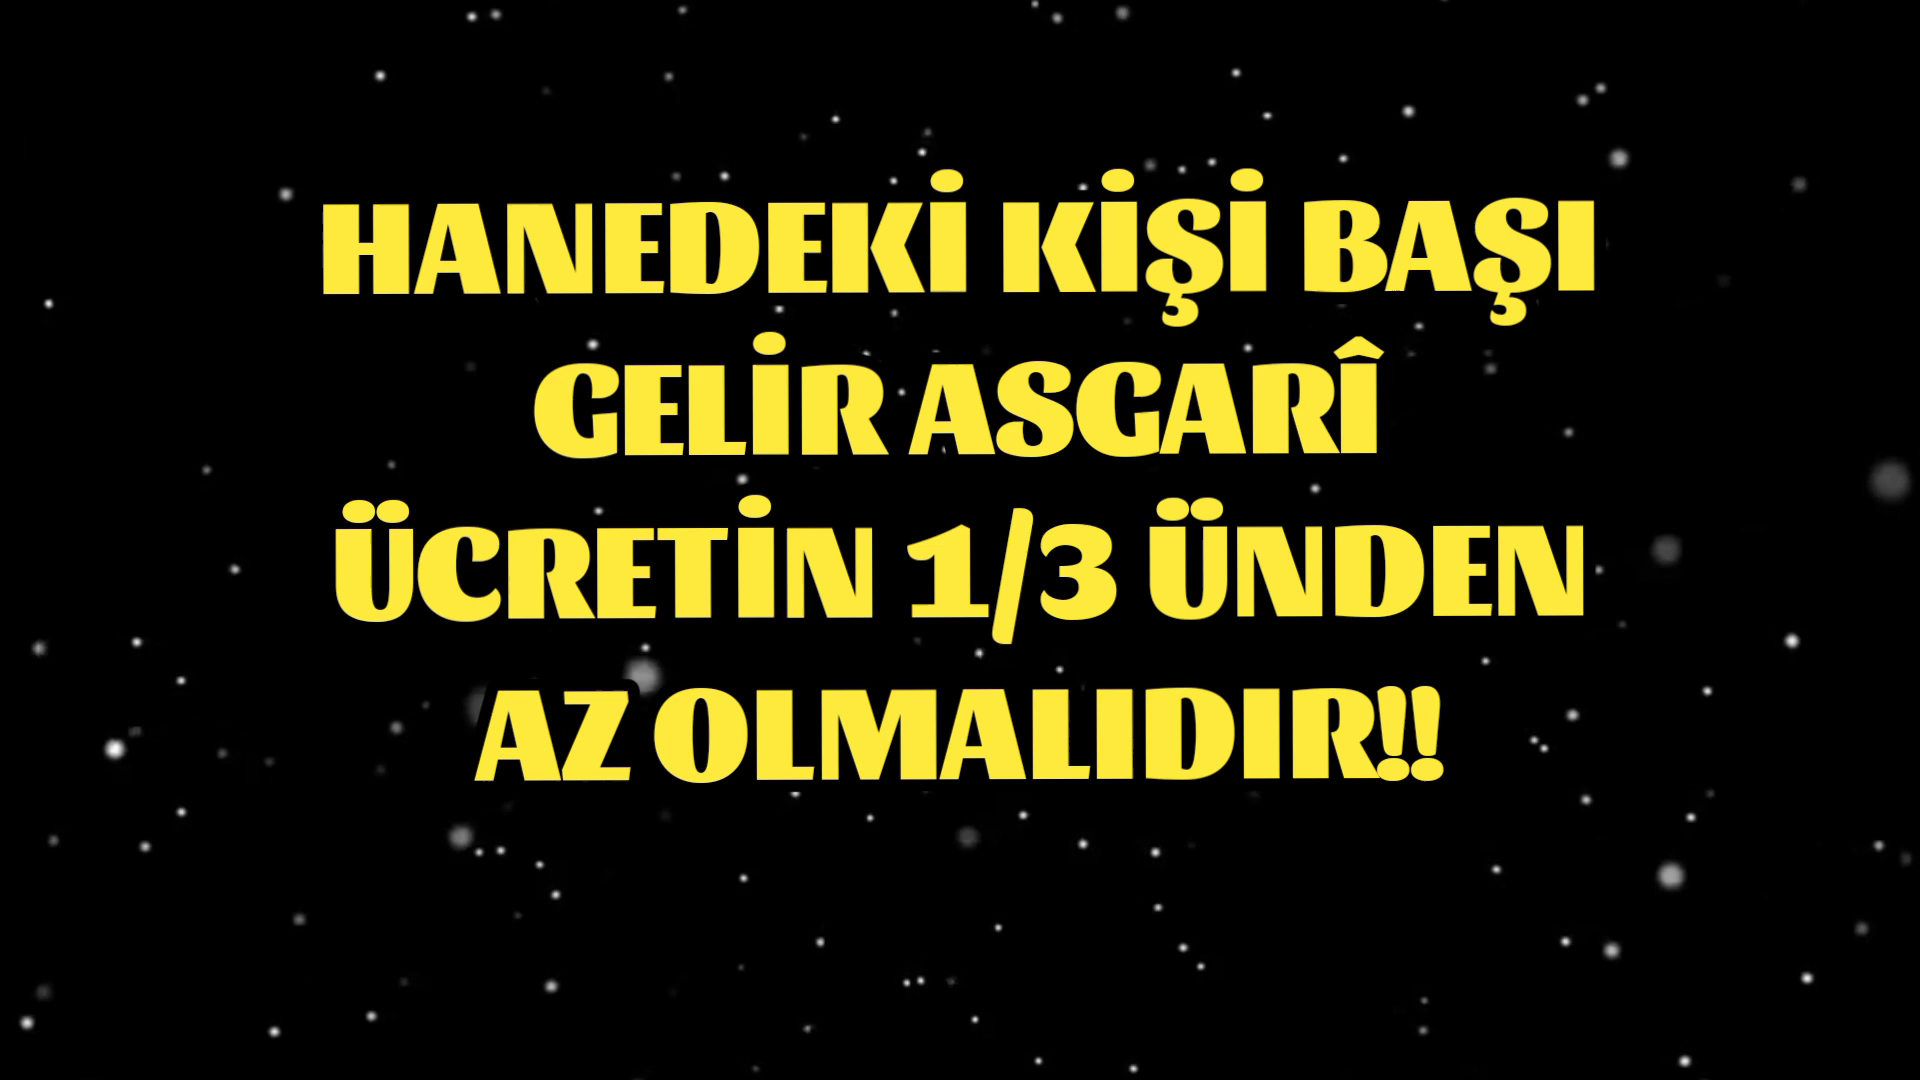 HANEDEKİ KİŞİ BAŞI
GELİR ASGARÎ
ÜCRETİN 1/3 ÜNDEN
AZ OLMALIDIR!!